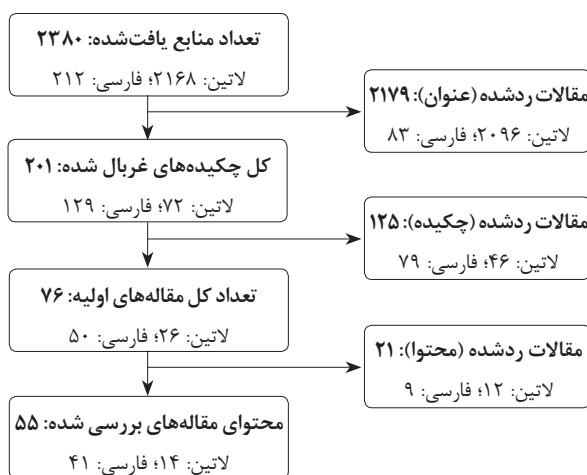 تعداد منابع یافت‌شده: ۲۳۸۰
لاتین: ۲۱۶۸؛ فارسی: ۲۱۲
مقالات ردشده (عنوان): ۲۱۷۹
لاتین: ۲۰۹۶؛ فارسی: ۸۳
کل چکیده‌های غربال شده: ۲۰۱
لاتین: ۷۲؛ فارسی: ۱۲۹
مقالات ردشده (چکیده): ۱۲۵
لاتین: ۴۶؛ فارسی: ۷۹
تعداد کل مقاله‌های اولیه: ۷۶
لاتین: ۲۶؛ فارسی: ۵۰
مقالات ردشده (محتوا): ۲۱
لاتین: ۱۲؛ فارسی: ۹
محتوای مقاله‌های بررسی شده: ۵۵
لاتین: ۱۴؛ فارسی: ۴۱